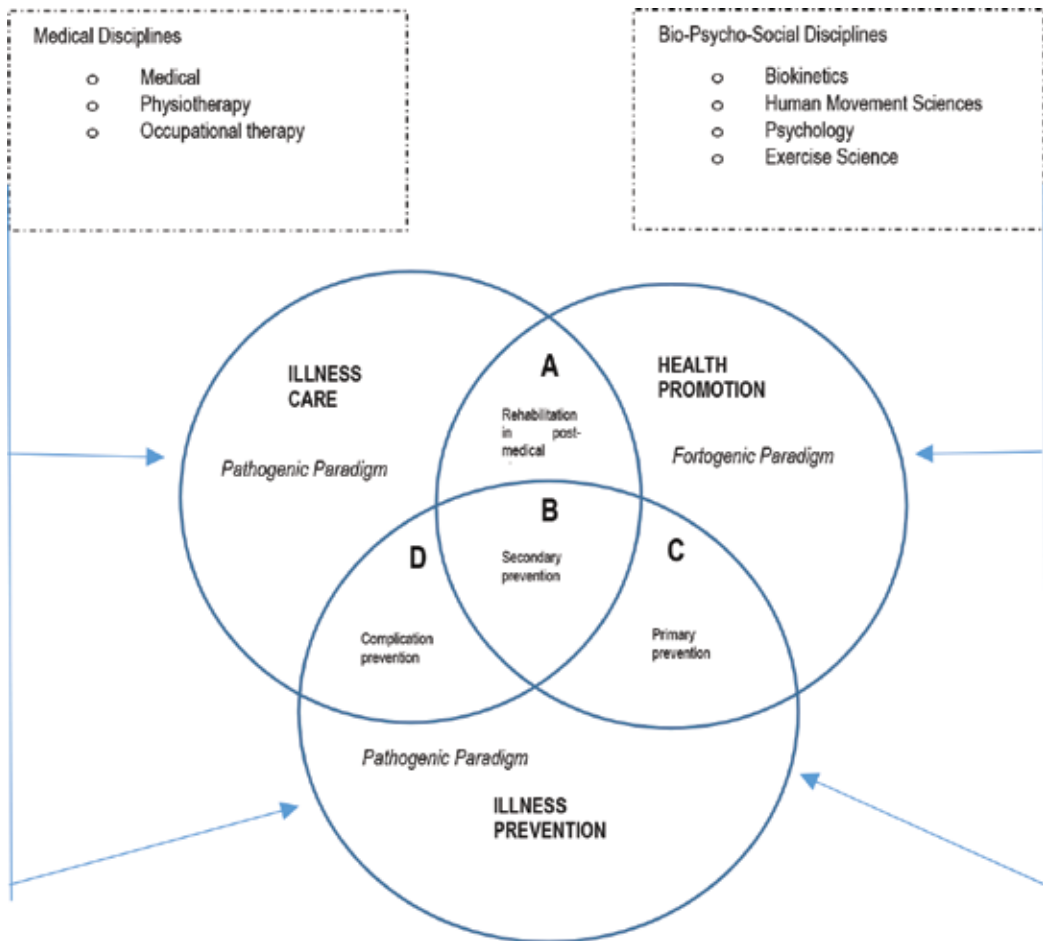 Medical Disciplines
o Medical
o Physiotherapy
o Occupational therapy
Bio-Psycho-Social Disciplines
o Biokinetics
o Human Movement Sciences
o Psychology
o Exercise Science
ILLNESS
CARE
Pathogenic Paradigm
A
Rehabilitation
in post-
medical
HEALTH
PROMOTION
Fortogenic Paradigm
B
Secondary
prevention
D
Complication
prevention
C
Primary
prevention
Pathogenic Paradigm
ILLNESS
PREVENTION